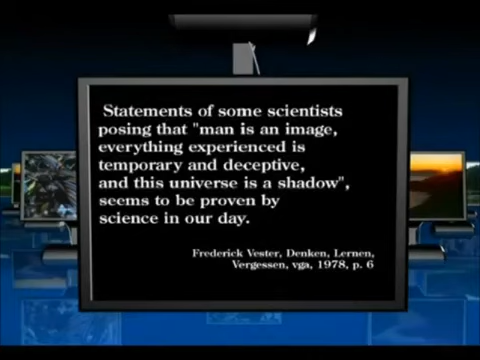 Statements of some scientists
posing that "man is an image,
everything experienced is
temporary and deceptive,
and this universe is a shadow",
seems to be proven by
science in our day.
Frederick Vester, Denken, Lernen,
Vergessen, vga, 1978, p. 6